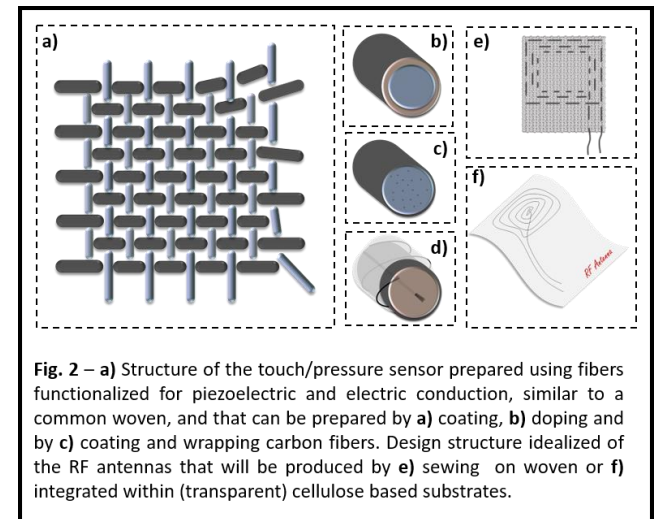 a)
b)
c)
d)
e)
f)
RF Antenna
Fig. 2 – a) Structure of the touch/pressure sensor prepared using fibers
functionalized for piezoelectric and electric conduction, similar to a
common woven, and that can be prepared by a) coating, b) doping and
by c) coating and wrapping carbon fibers. Design structure idealized of
the RF antennas that will be produced by e) sewing on woven or f)
integrated within (transparent) cellulose based substrates.